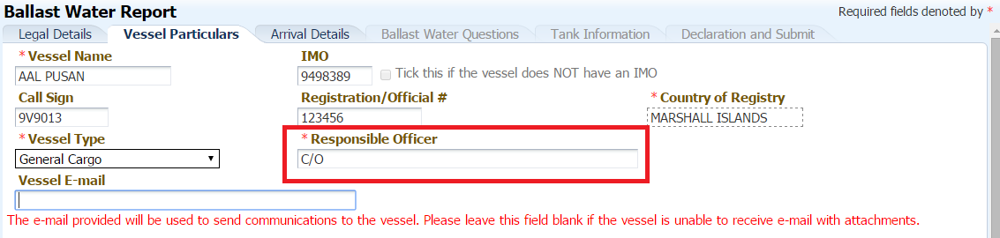 Ballast Water Report
Required fields denoted by *
Legal Details Vessel Particulars Arrival Details Ballast Water Questions Tank Information Declaration and Submit
* Vessel Name IMO
AAL PUSAN 9498389 Tick this if the vessel does NOT have an IMO
Call Sign Registration/Official # * Country of Registry
9V9013 123456 MARSHALL ISLANDS
* Vessel Type * Responsible Officer
General Cargo C/O
Vessel E-mail
The e-mail provided will be used to send communications to the vessel. Please leave this field blank if the vessel is unable to receive e-mail with attachments.